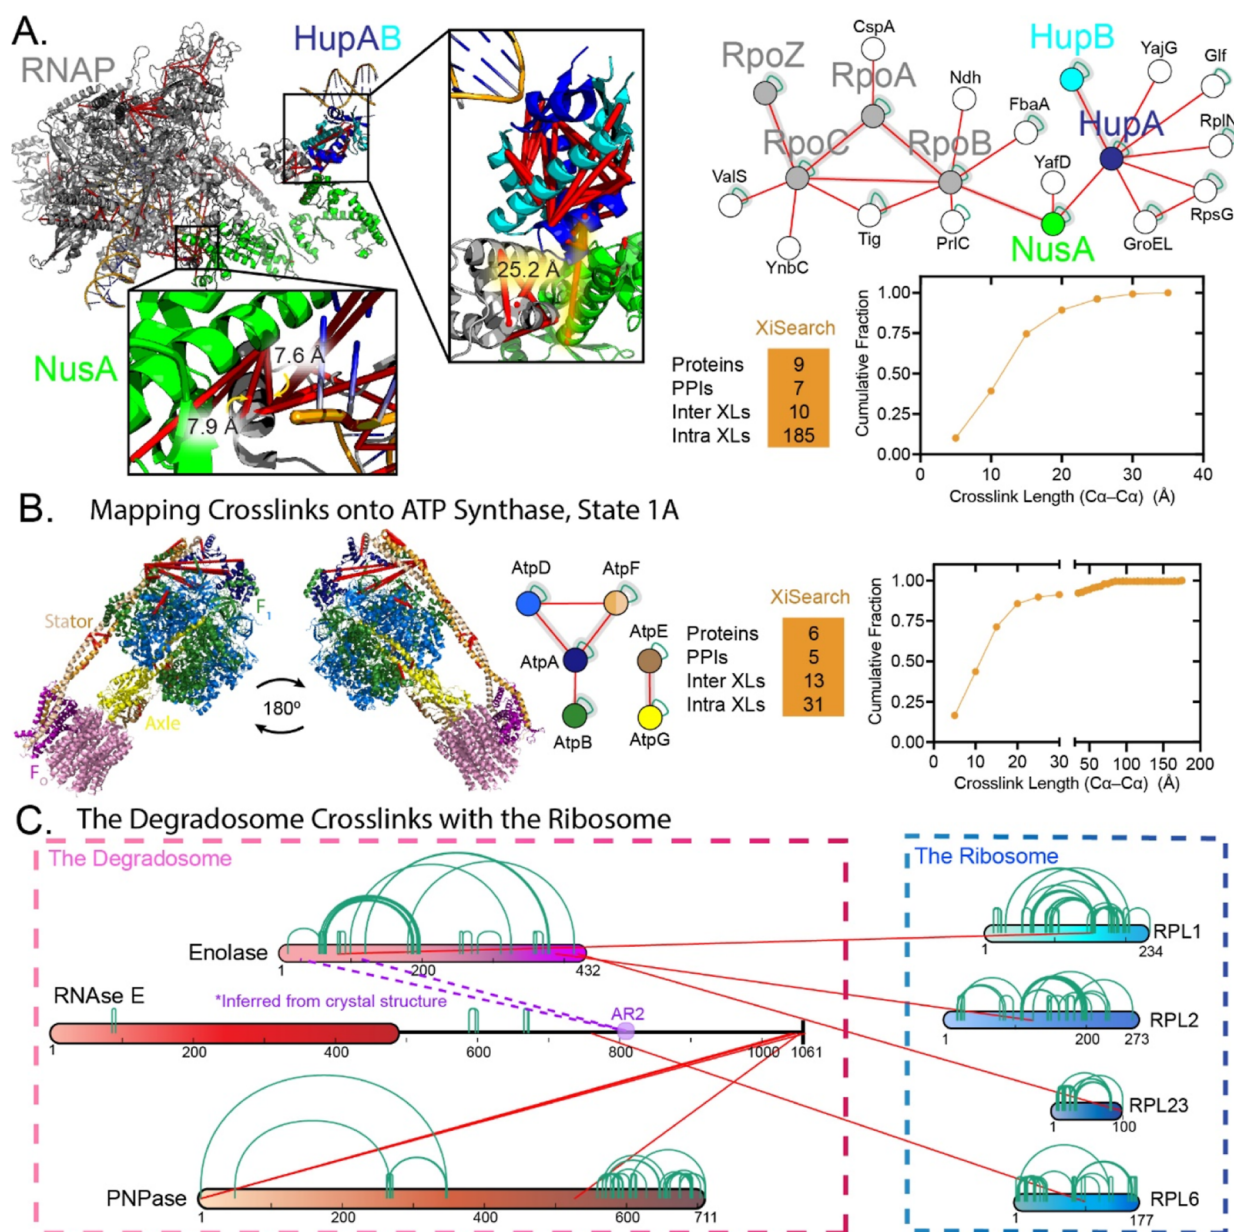 A.
RNAP
HupAB
25.2 Å
NusA
7.6 Å
7.9 Å
CspA
RpoZ
RpoA
Ndh
HupB
YajG
Glf
FbaA
RpoC
RpoB
HupA
RplN
ValS
YafD
RpsG
YnbC
Tig
PrlC
NusA
GroEL
XiSearch
Proteins 9
PPIs 7
Inter XLs 10
Intra XLs 185
Cumulative Fraction
1.00
0.75
0.50
0.25
0.00
0 10 20 30 40
Crosslink Length (Cα–Cα) (Å)
B. Mapping Crosslinks onto ATP Synthase, State 1A
Stator
F1
Axle
Fo
180º
AtpD
AtpF
AtpE
AtpA
AtpB
AtpG
XiSearch
Proteins 6
PPIs 5
Inter XLs 13
Intra XLs 31
Cumulative Fraction
1.00
0.75
0.50
0.25
0.00
0 10 20 30 50 100 150 200
Crosslink Length (Cα–Cα) (Å)
C. The Degradosome Crosslinks with the Ribosome
The Degradosome
The Ribosome
Enolase
1 200 432
RPL1
1 234
*Inferred from crystal structure
RNAse E
AR2
1 200 400 600 800 1000 1061
RPL2
1 200 273
RPL23
1 100
PNPase
1 200 400 600 711
RPL6
1 177